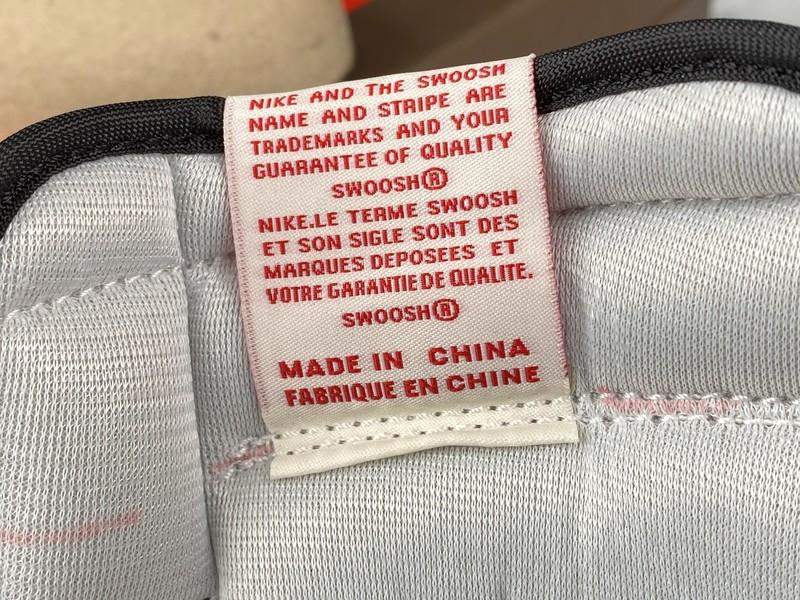 NIKE AND THE SWOOSH
NAME AND STRIPE ARE
TRADEMARKS AND YOUR
GUARANTEE OF QUALITY
SWOOSH®
NIKE.LE TERME SWOOSH
ET SON SIGLE SONT DES
MARQUES DEPOSEES ET
VOTRE GARANTIE DE QUALITE.
SWOOSH®
MADE IN CHINA
FABRIQUE EN CHINE